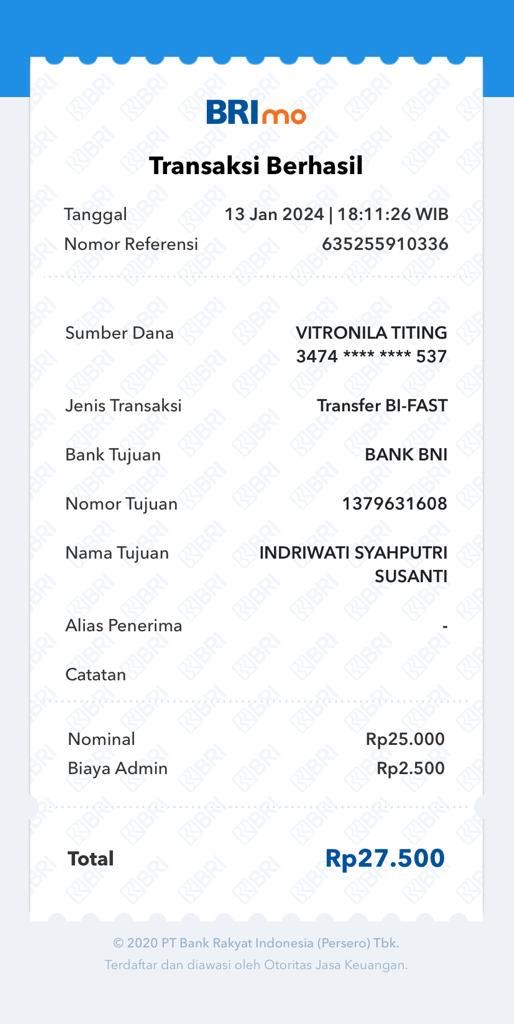 BRImo
Transaksi Berhasil
Tanggal 13 Jan 2024 | 18:11:26 WIB
Nomor Referensi 635255910336
Sumber Dana VITRONILA TITING
3474 **** **** 537
Jenis Transaksi Transfer BI-FAST
Bank Tujuan BANK BNI
Nomor Tujuan 1379631608
Nama Tujuan INDRIWATI SYAHPUTRI
SUSANTI
Alias Penerima -
Catatan
Nominal Rp25.000
Biaya Admin Rp2.500
Total Rp27.500
© 2020 PT Bank Rakyat Indonesia (Persero) Tbk.
Terdaftar dan diawasi oleh Otoritas Jasa Keuangan.